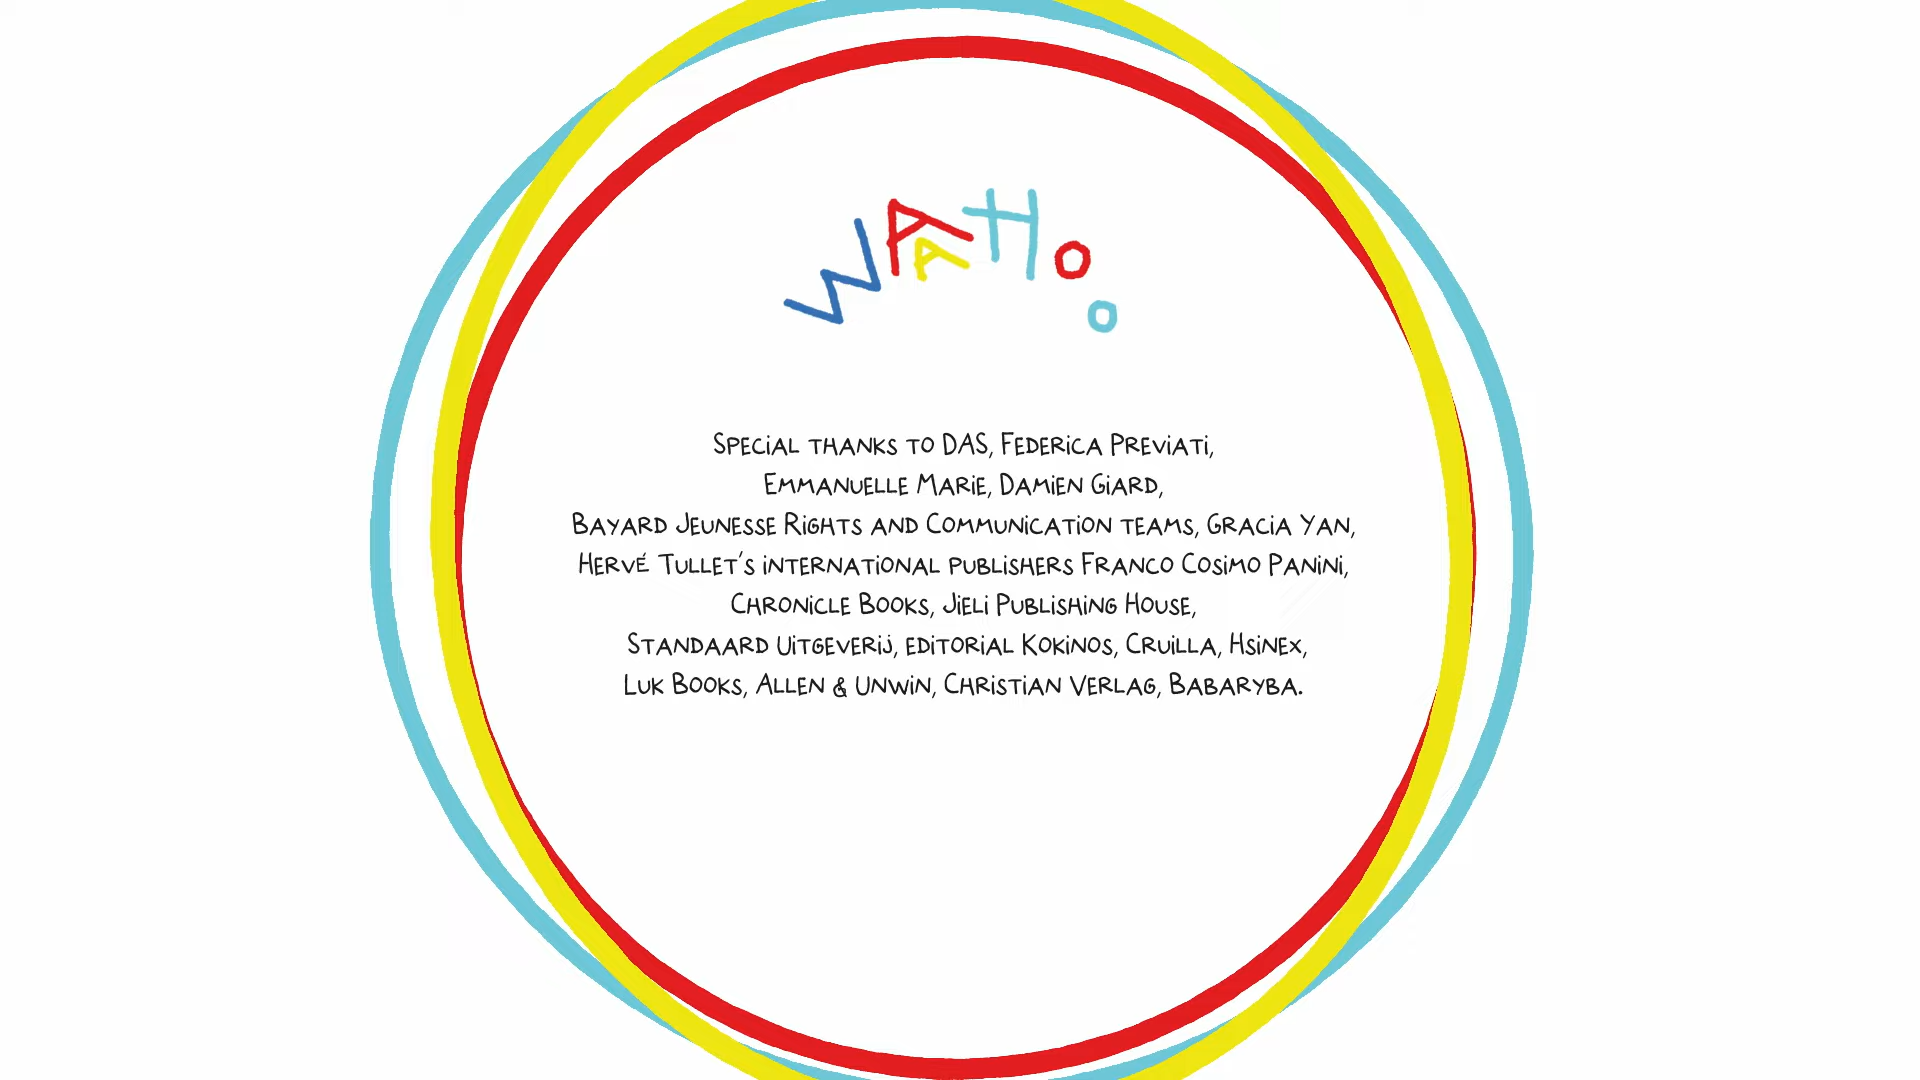 WAAHOO
Special thanks to DAS, Federica Previati,
Emmanuelle Marie, Damien Giard,
Bayard Jeunesse Rights and Communication teams, Gracia Yan,
Hervé Tullet's international publishers Franco Cosimo Panini,
Chronicle Books, Jieli Publishing House,
Standaard Uitgeverij, editorial Kokinos, Cruilla, Hsinex,
Luk Books, Allen & Unwin, Christian Verlag, Babaryba.